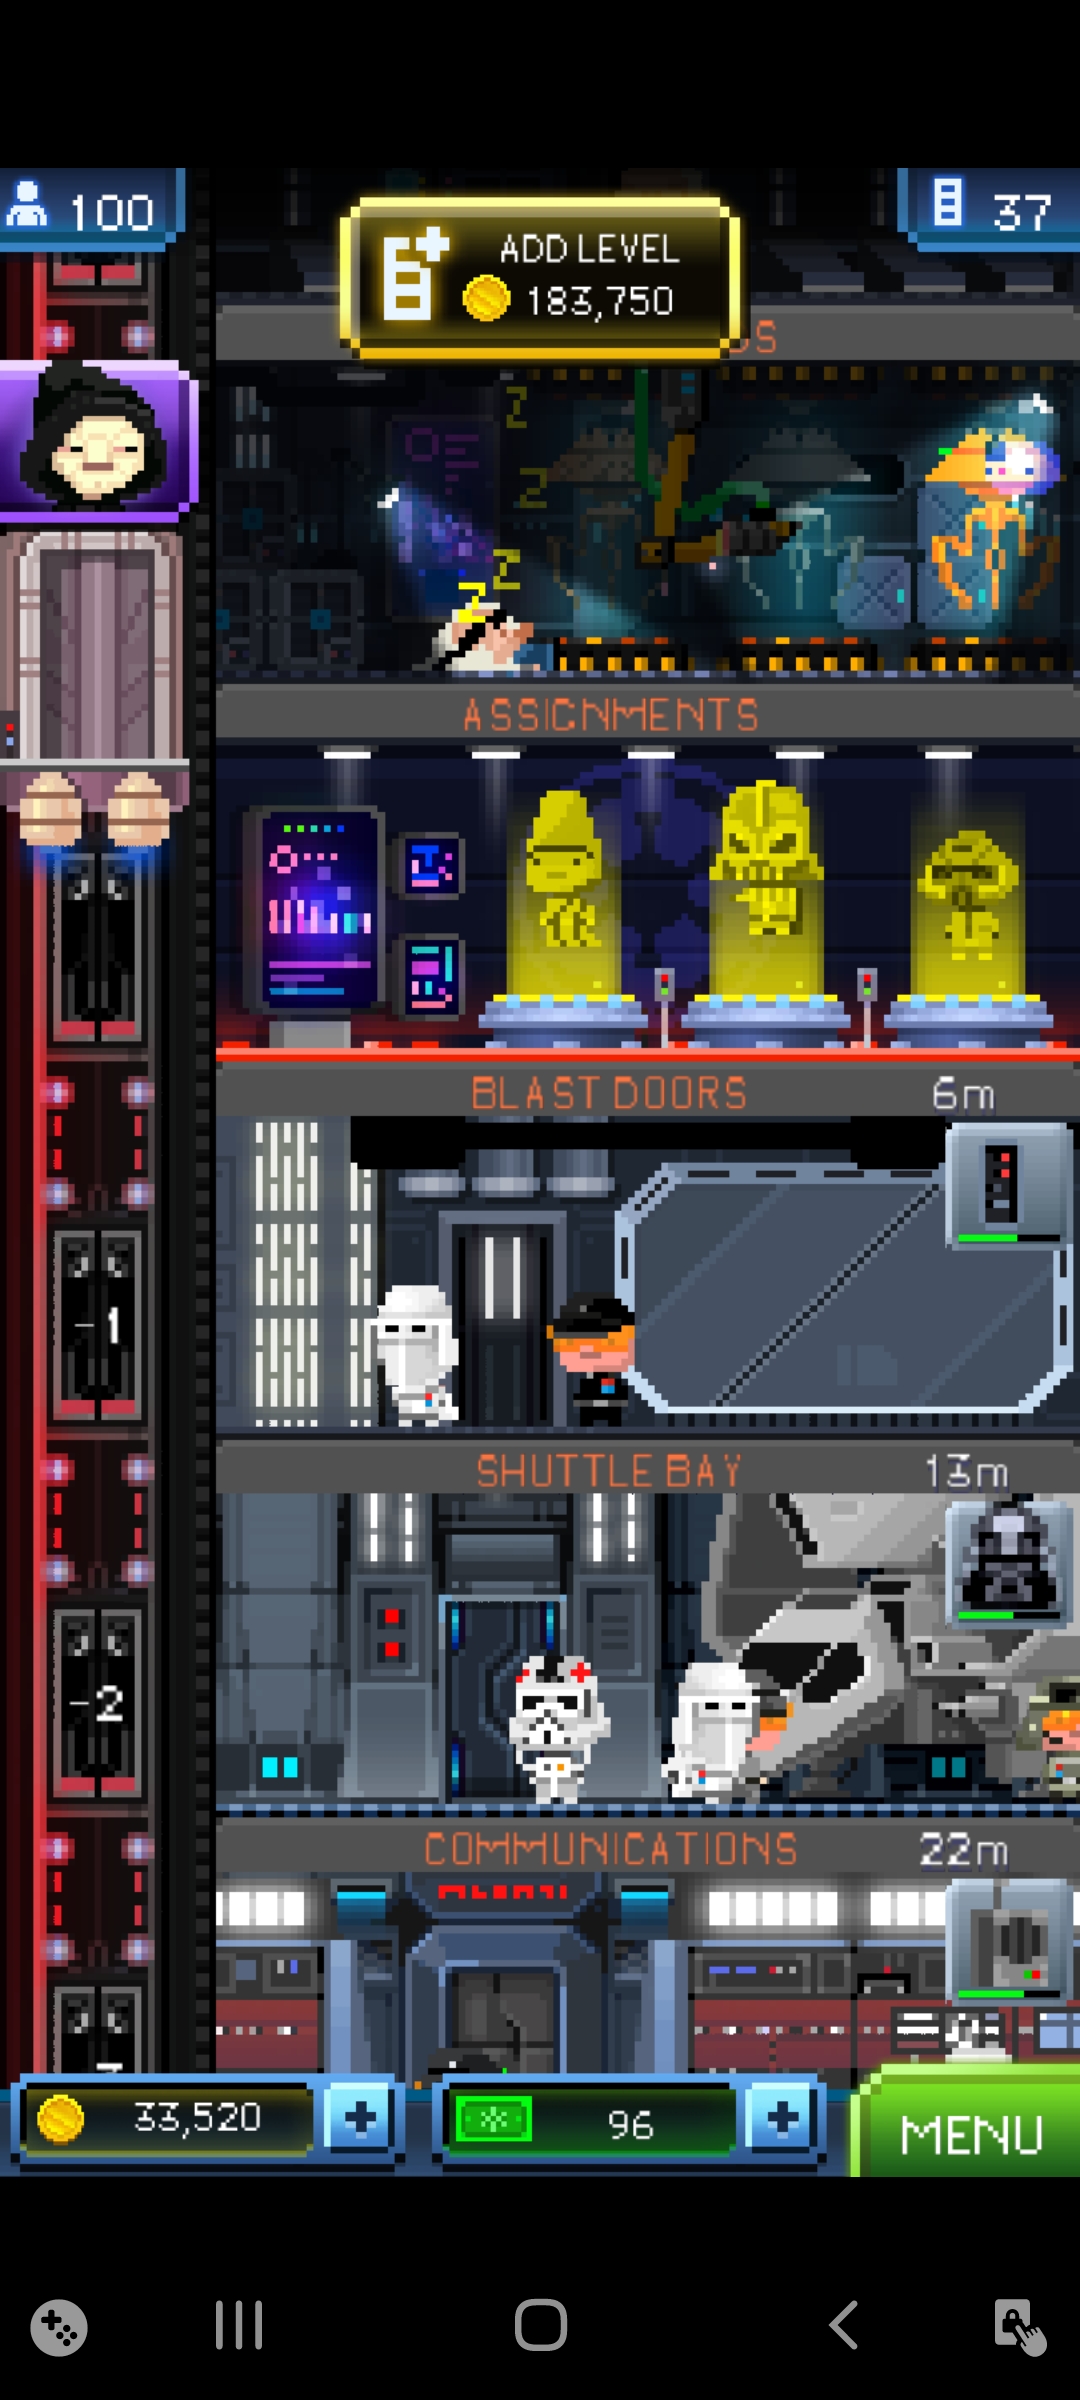 100
ADD LEVEL
183,750
37
DS
Z
Z
Z
Z
ASSIGNMENTS
BLAST DOORS 6m
-1
SHUTTLE BAY 13m
-2
COMMUNICATIONS 22m
33,520
96
MENU